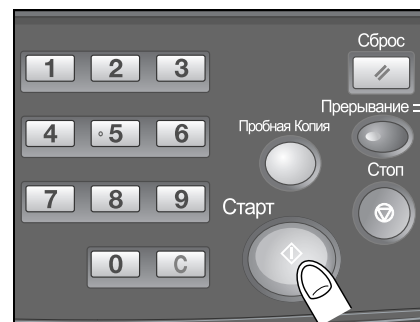 Сброс
1 2 3
Прерывание
4 5 6
Пробная Копия
Стоп
7 8 9
Старт
0 C